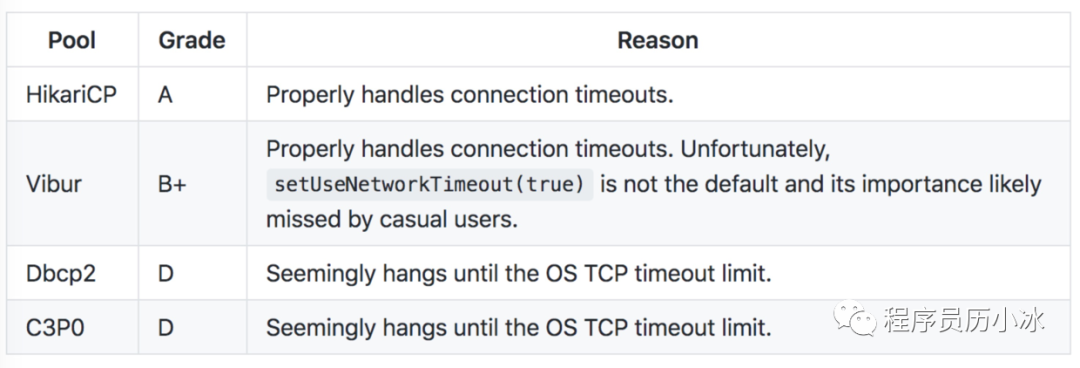 Pool Grade Reason
HikariCP A Properly handles connection timeouts.
Vibur B+ Properly handles connection timeouts. Unfortunately,
setUseNetworkTimeout(true) is not the default and its importance likely
missed by casual users.
Dbcp2 D Seemingly hangs until the OS TCP timeout limit.
C3P0 D Seemingly hangs until the OS TCP timeout limit.
程序员历小冰